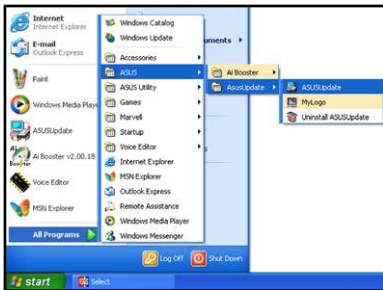 Internet
Internet Explorer
E-mail
Outlook Express
Paint
Windows Media Play
ASUSUpdate
Ai Booster v2.00.18
Voice Editor
MSN Explorer
All Programs
Windows Catalog
Windows Update
Accessories
ASUS
ASUS Utility
Games
Marvell
Startup
Voice Editor
Internet Explorer
MSN Explorer
Outlook Express
Remote Assistance
Windows Media Player
Windows Messenger
uments
s
Ai Booster
AsusUpdate
ASUSUpdate
MyLogo
Uninstall ASUSUpdate
Log Off
Shut Down
start
Select